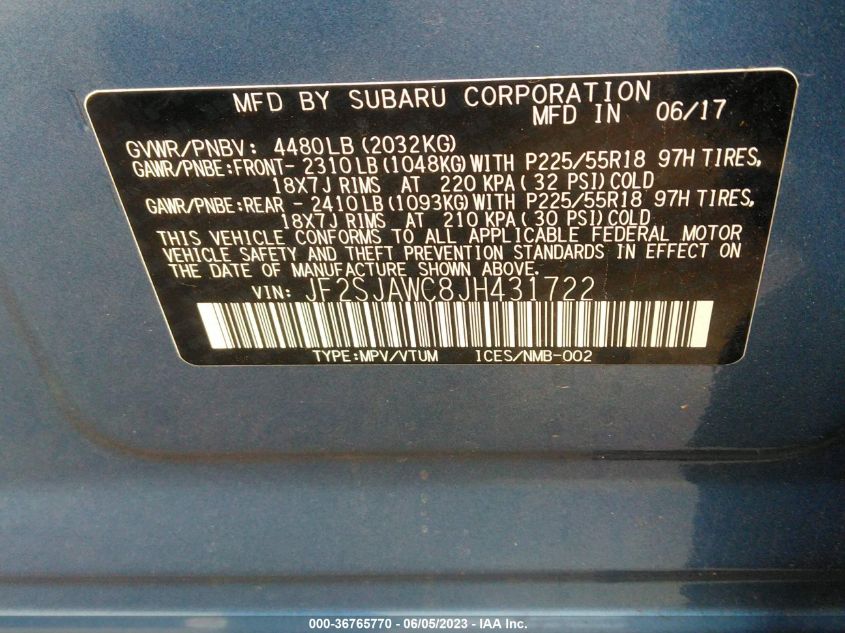 MFD BY SUBARU CORPORATION
MFD IN 06/17
GVWR/PNBV: 4480LB (2032KG)
GAWR/PNBE:FRONT- 2310LB (1048KG) WITH P225/55R18 97H TIRES,
18X7J RIMS AT 220 KPA( 32 PSI)COLD
GAWR/PNBE:REAR - 2410LB (1093KG) WITH P225/55R18 97H TIRES,
18X7J RIMS AT 210 KPA( 30 PSI)COLD
THIS VEHICLE CONFORMS TO ALL APPLICABLE FEDERAL MOTOR
VEHICLE SAFETY AND THEFT PREVENTION STANDARDS IN EFFECT ON
THE DATE OF MANUFACTURE SHOWN ABOVE.
VIN: JF2SJAWC8JH431722
TYPE:MPV/VTUM ICES/NMB-002
000-36765770 - 06/05/2023 - IAA Inc.